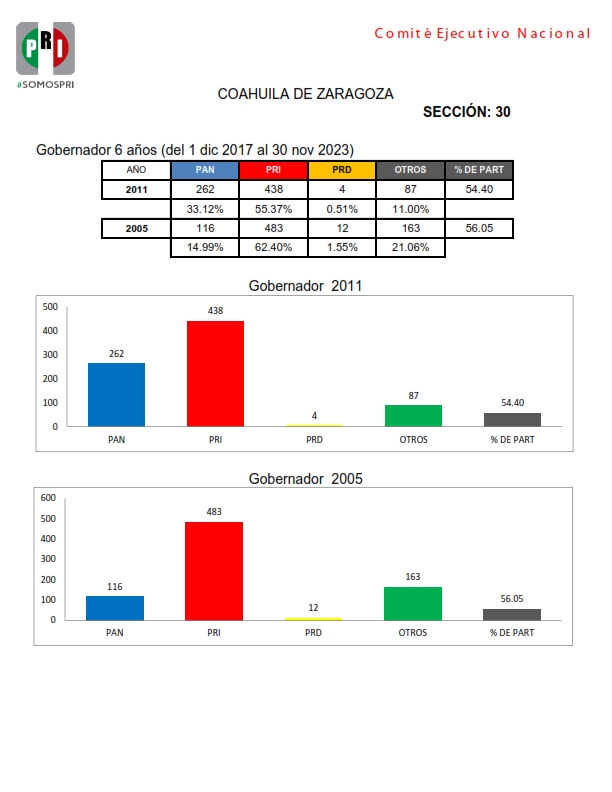 PRI
#SOMOSPRI
Comité Ejecutivo Nacional
COAHUILA DE ZARAGOZA
SECCIÓN: 30
Gobernador 6 años (del 1 dic 2017 al 30 nov 2023)
AÑO PAN PRI PRD OTROS % DE PART
2011 262 438 4 87 54.40
33.12% 55.37% 0.51% 11.00%
2005 116 483 12 163 56.05
14.99% 62.40% 1.55% 21.06%
Gobernador 2011
500
400
300
200
100
0
262
438
4
87
54.40
PAN PRI PRD OTROS % DE PART
Gobernador 2005
600
500
400
300
200
100
0
116
483
12
163
56.05
PAN PRI PRD OTROS % DE PART